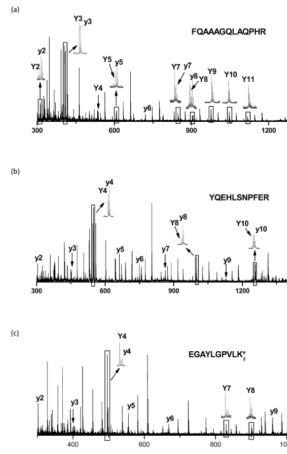 (a)
Y3
y3
FQAAAGQLAQPHR
y2
Y2
Y5
y5
Y4
y6
Y7
y7
y8
Y8
Y9
Y10
Y11
300
600
900
1200
(b)
y4
Y4
YQEHLSNPFER
y8
Y8
Y10
y10
y2
y3
y6
y7
y9
300
600
900
1200
(c)
Y4
y4
EGAYLGPVLK*
Y7
Y8
y2
y3
y5
y6
y9
400
600
800